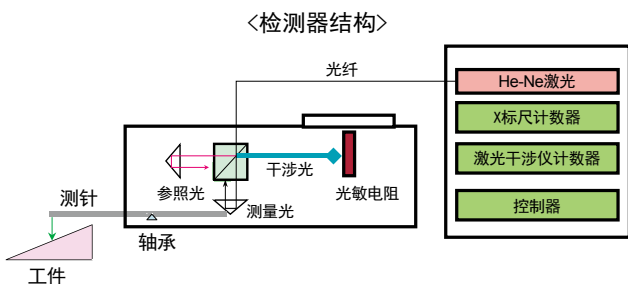 <检测器结构>
光纤
He-Ne激光
X标尺计数器
激光干涉仪计数器
控制器
参照光
干涉光
光敏电阻
测量光
测针
轴承
工件